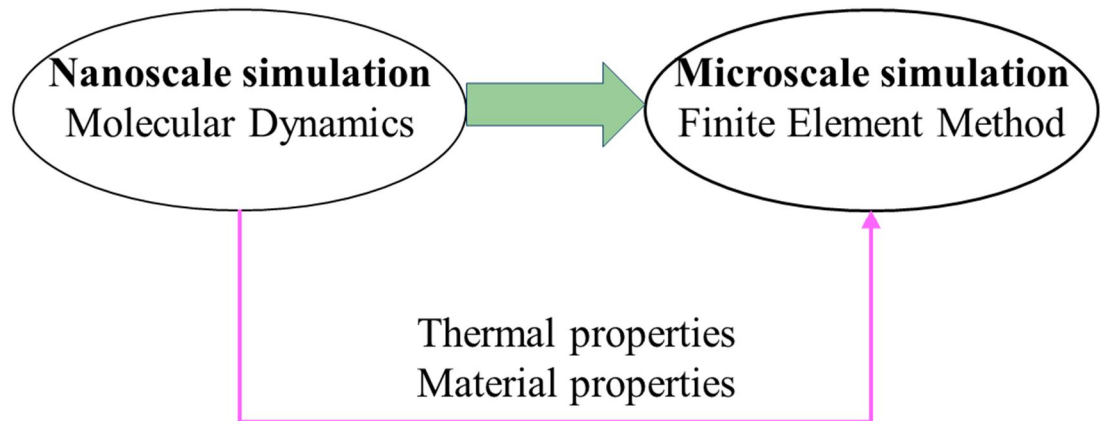 Nanoscale simulation
Molecular Dynamics
Microscale simulation
Finite Element Method
Thermal properties
Material properties